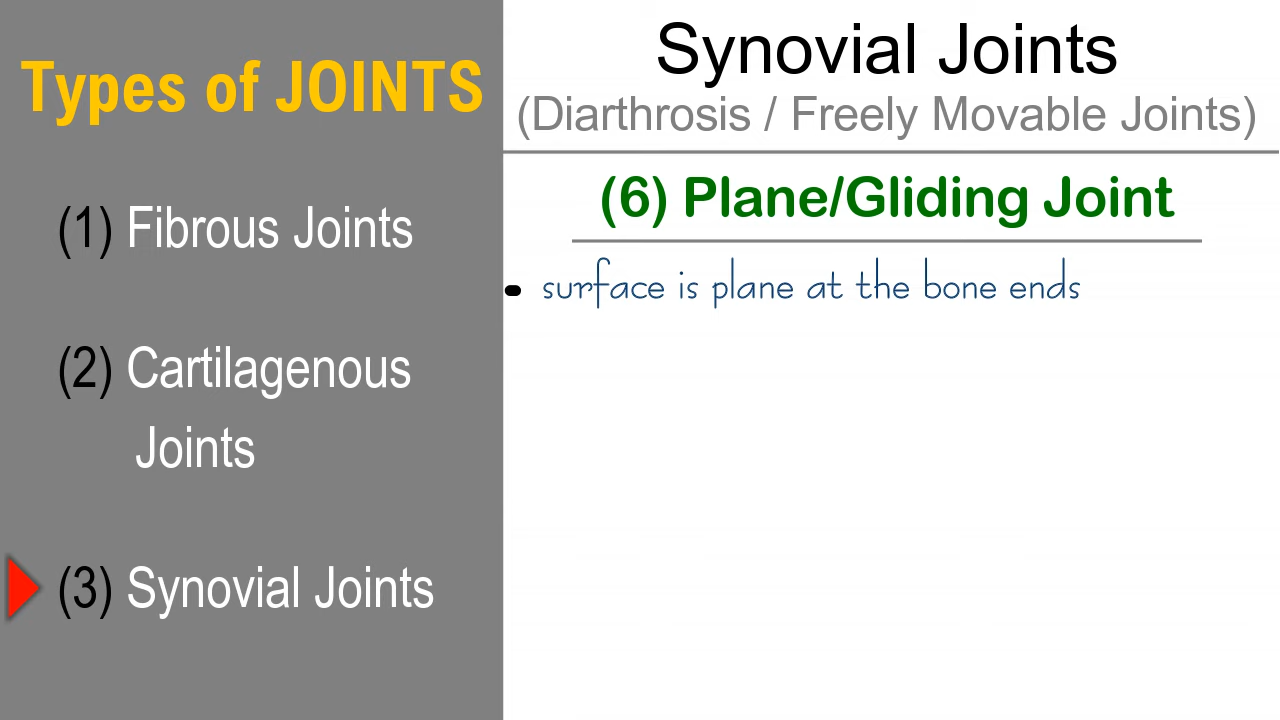 Types of JOINTS
(1) Fibrous Joints
(2) Cartilagenous
Joints
(3) Synovial Joints
Synovial Joints
(Diarthrosis / Freely Movable Joints)
(6) Plane/Gliding Joint
• surface is plane at the bone ends